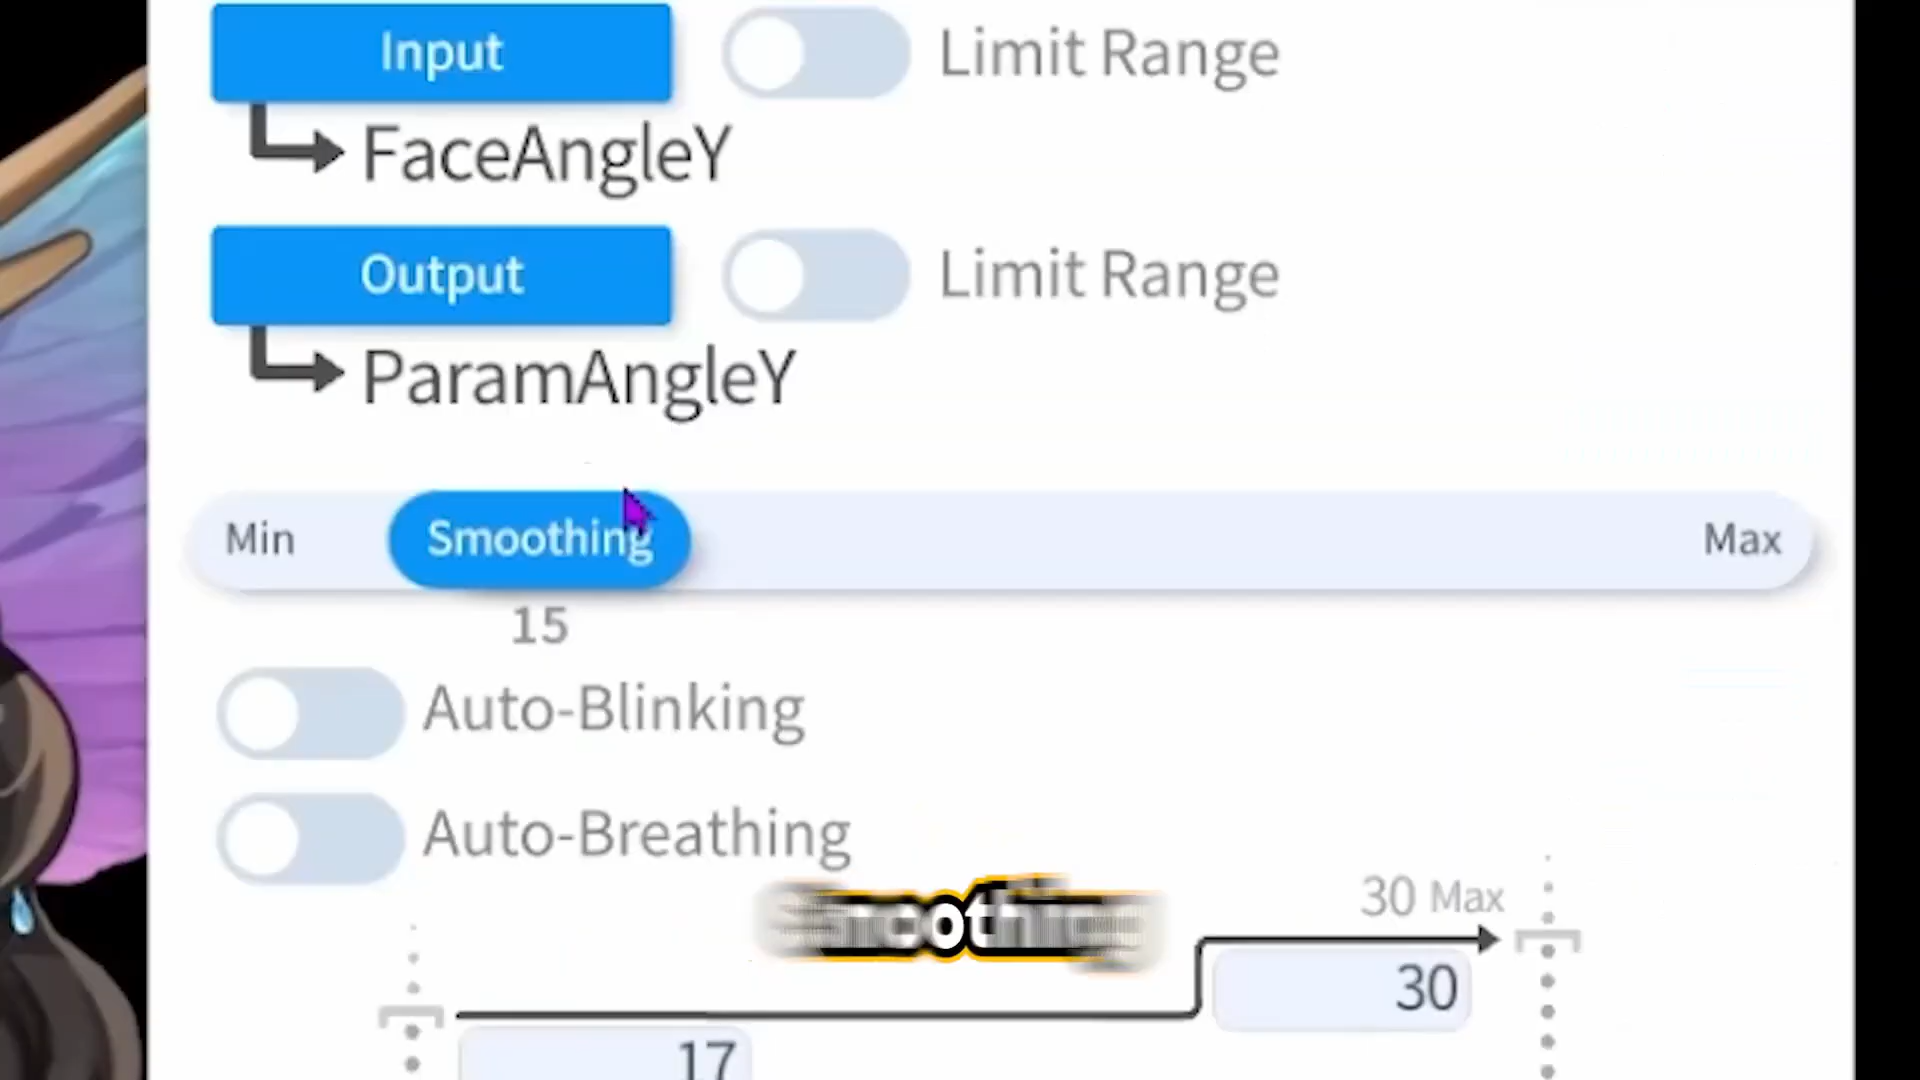 Input Limit Range
FaceAngleY
Output Limit Range
ParamAngleY
Min Smoothing Max
15
Auto-Blinking
Auto-Breathing
Smoothing
30 Max
30
17